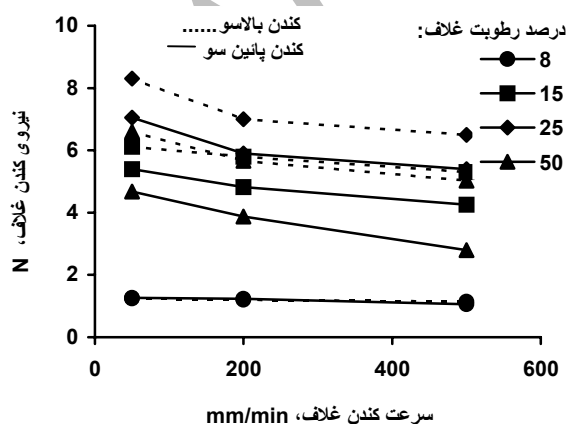 درصد رطوبت غلاف:
8
15
25
50
کندن بالاسو......
کندن پائین سو —
نیروی کندن غلاف، N
10
8
6
4
2
0
0
200
400
600
سرعت کندن غلاف، mm/min